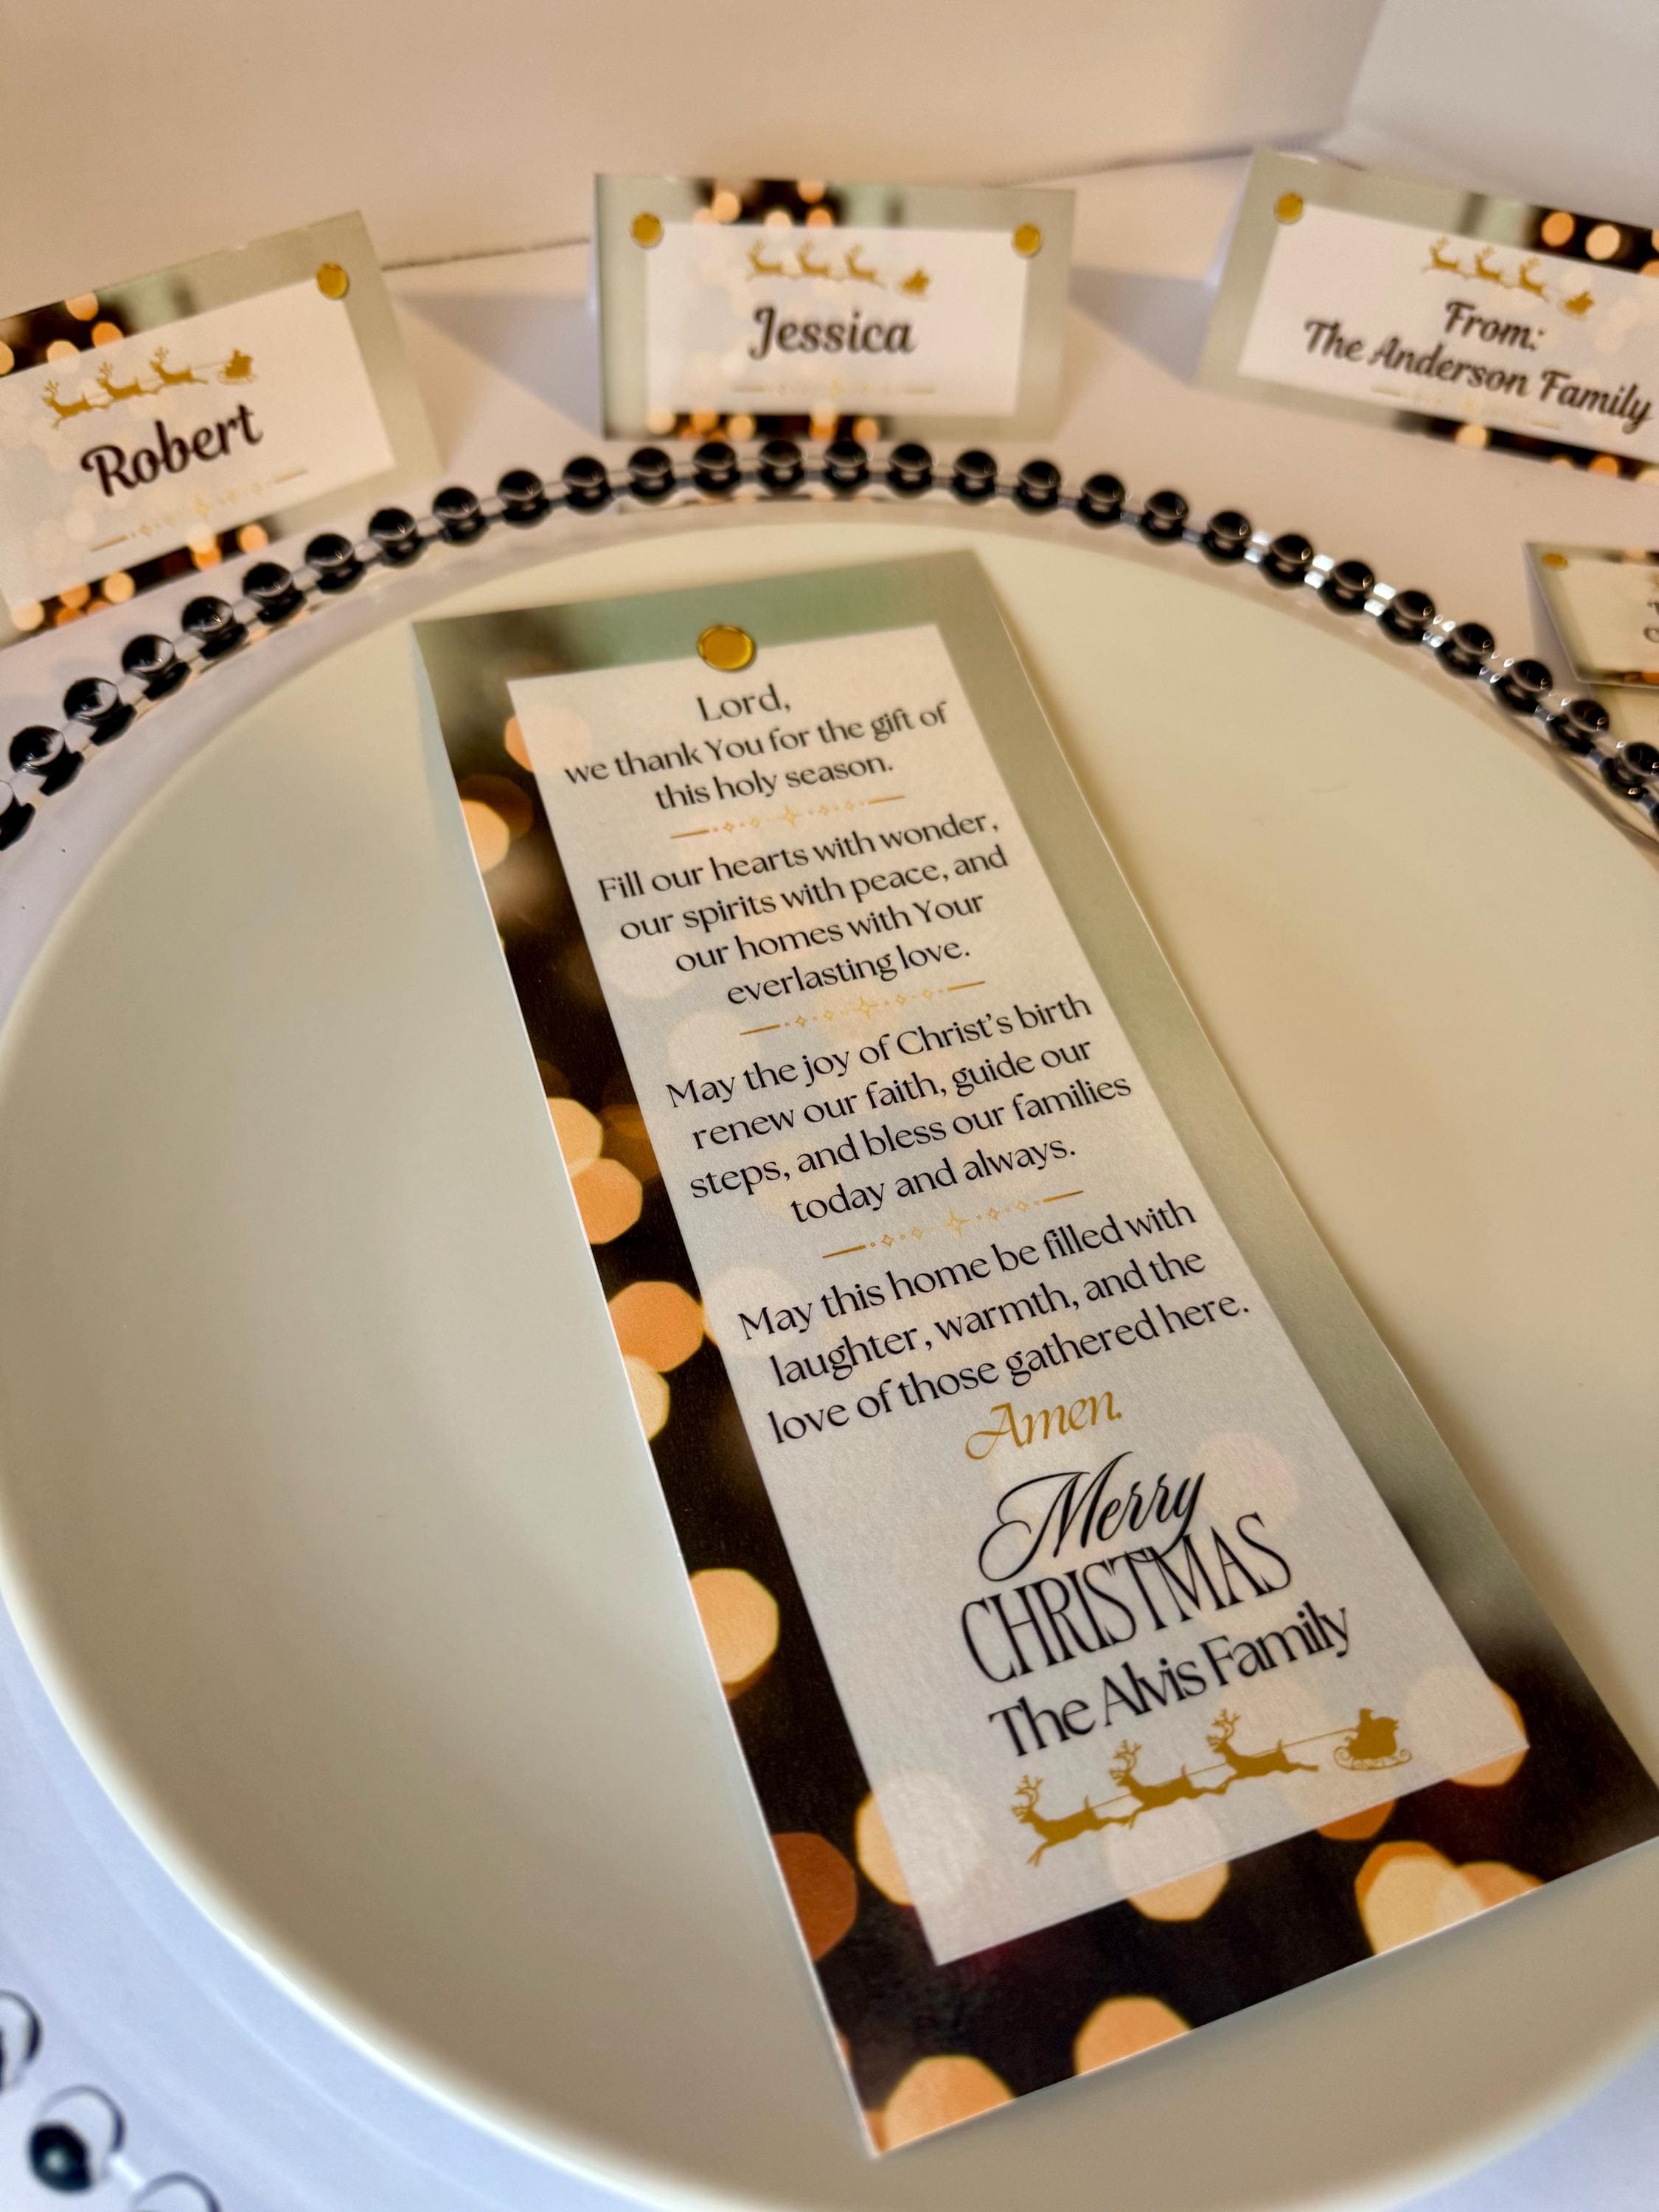 Robert
Jessica
From:
The Anderson Family
Lord,
we thank You for the gift of
this holy season.
Fill our hearts with wonder,
our spirits with peace, and
our homes with Your
everlasting love.
May the joy of Christ's birth
renew our faith, guide our
steps, and bless our families
today and always.
May this home be filled with
laughter, warmth, and the
love of those gathered here.
Amen.
Merry
CHRISTMAS
The Alvis Family